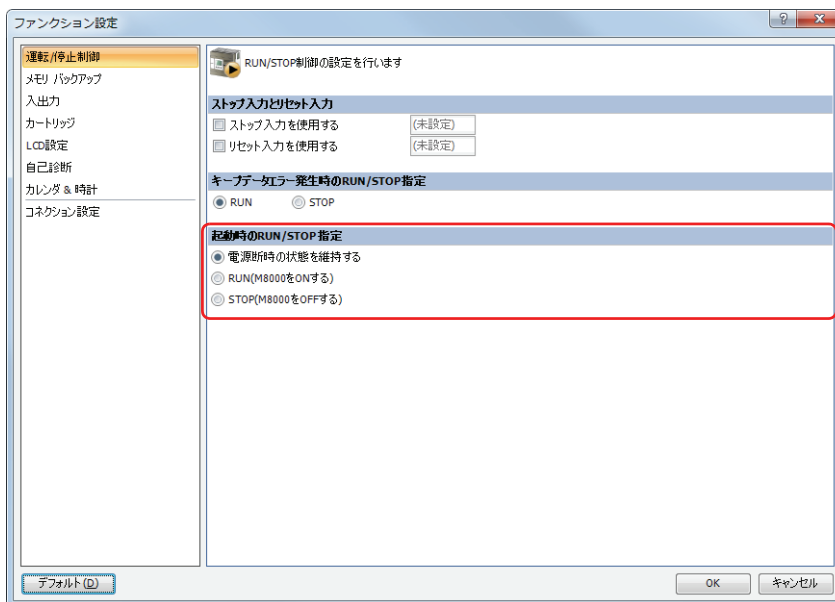 ファンクション設定
運転/停止制御
メモリ バックアップ
入出力
カートリッジ
LCD設定
自己診断
カレンダ & 時計
コネクション設定
RUN/STOP制御の設定を行います
ストップ入力とリセット入力
ストップ入力を使用する (未設定)
リセット入力を使用する (未設定)
キープデータエラー発生時のRUN/STOP指定
RUN STOP
起動時のRUN/STOP指定
電源断時の状態を維持する
RUN(M8000をONする)
STOP(M8000をOFFする)
デフォルト(D) OK キャンセル